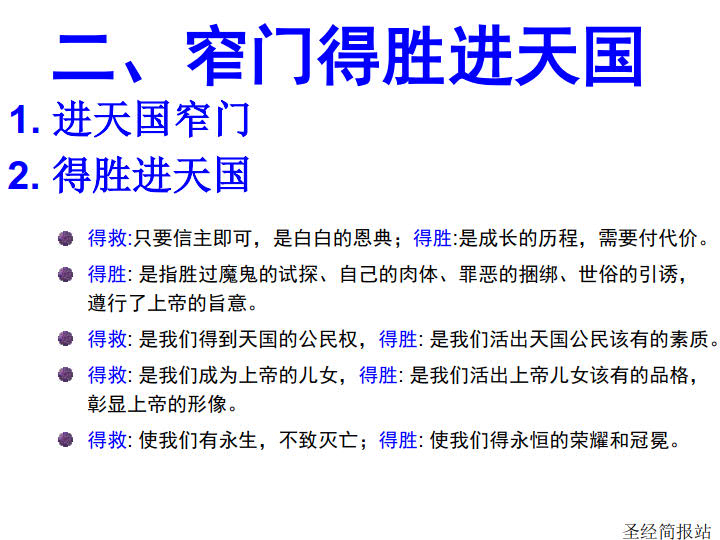 二、窄门得胜进天国
1. 进天国窄门
2. 得胜进天国
得救:只要信主即可，是白白的恩典；得胜:是成长的历程，需要付代价。
得胜: 是指胜过魔鬼的试探、自己的肉体、罪恶的捆绑、世俗的引诱，
遵行了上帝的旨意。
得救: 是我们得到天国的公民权，得胜: 是我们活出天国公民该有的素质。
得救: 是我们成为上帝的儿女，得胜: 是我们活出上帝儿女该有的品格，
彰显上帝的形像。
得救: 使我们有永生，不致灭亡；得胜: 使我们得永恒的荣耀和冠冕。
圣经简报站